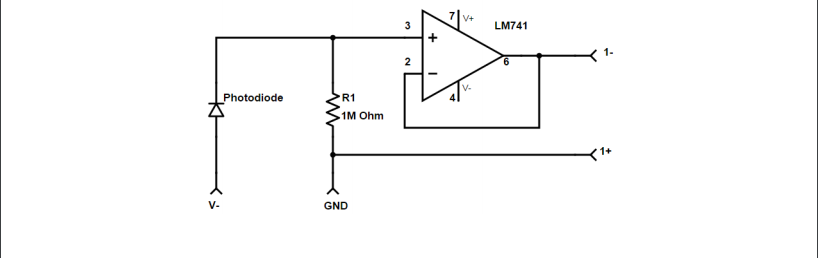 7
V+
LM741
3
+
1-
6
2
−
V-
4
Photodiode
R1
1M Ohm
1+
V-
GND